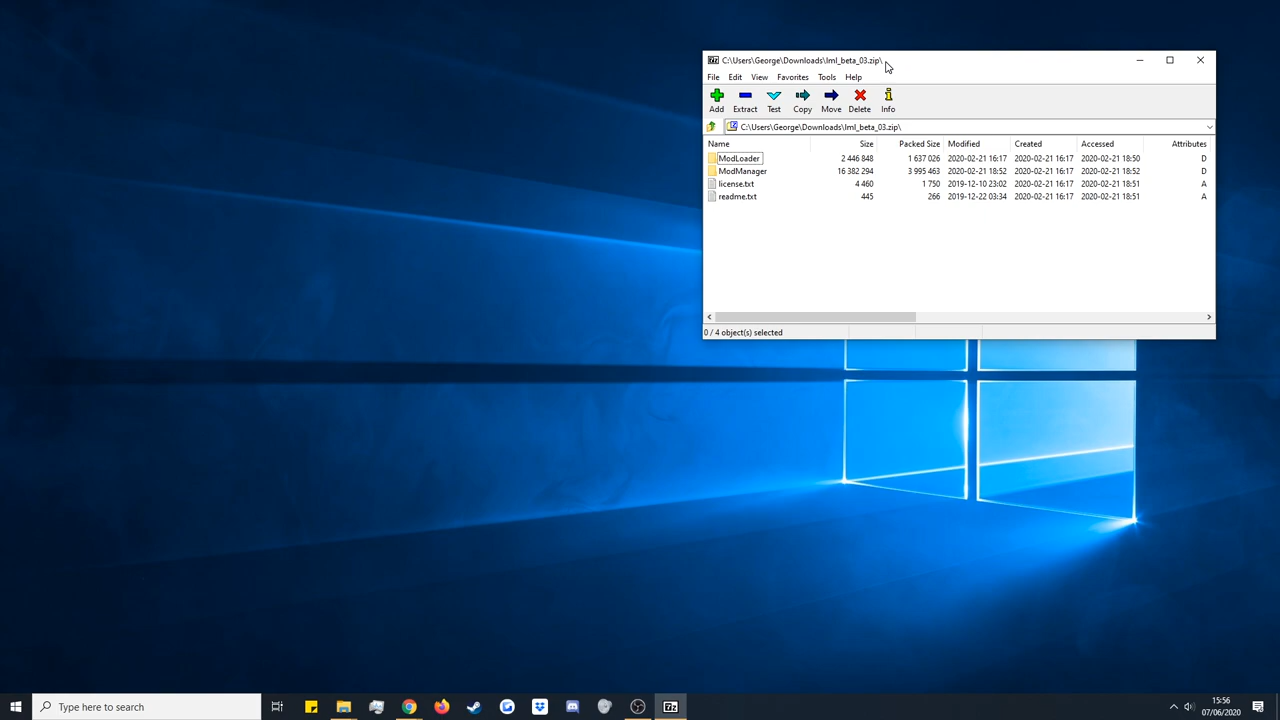 C:\Users\George\Downloads\lml_beta_03.zip\
File Edit View Favorites Tools Help
Add Extract Test Copy Move Delete Info
C:\Users\George\Downloads\lml_beta_03.zip\
Name Size Packed Size Modified Created Accessed Attributes
ModLoader 2 446 848 1 637 026 2020-02-21 16:17 2020-02-21 16:17 2020-02-21 18:50 D
ModManager 16 382 294 3 995 463 2020-02-21 18:52 2020-02-21 16:17 2020-02-21 18:52 D
license.txt 4 460 1 750 2019-12-10 23:02 2020-02-21 16:17 2020-02-21 18:51 A
readme.txt 445 266 2019-12-22 03:34 2020-02-21 16:17 2020-02-21 18:51 A
0 / 4 object(s) selected
Type here to search
7z
15:56
07/06/2020